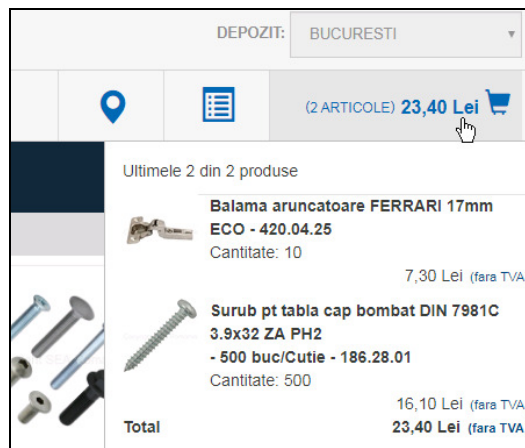 DEPOZIT: BUCURESTI
(2 ARTICOLE) 23,40 Lei
Ultimele 2 din 2 produse
Balama aruncatoare FERRARI 17mm
ECO - 420.04.25
Cantitate: 10
7,30 Lei (fara TVA
Surub pt tabla cap bombat DIN 7981C
3.9x32 ZA PH2
- 500 buc/Cutie - 186.28.01
Cantitate: 500
16,10 Lei (fara TVA
Total 23,40 Lei (fara TVA